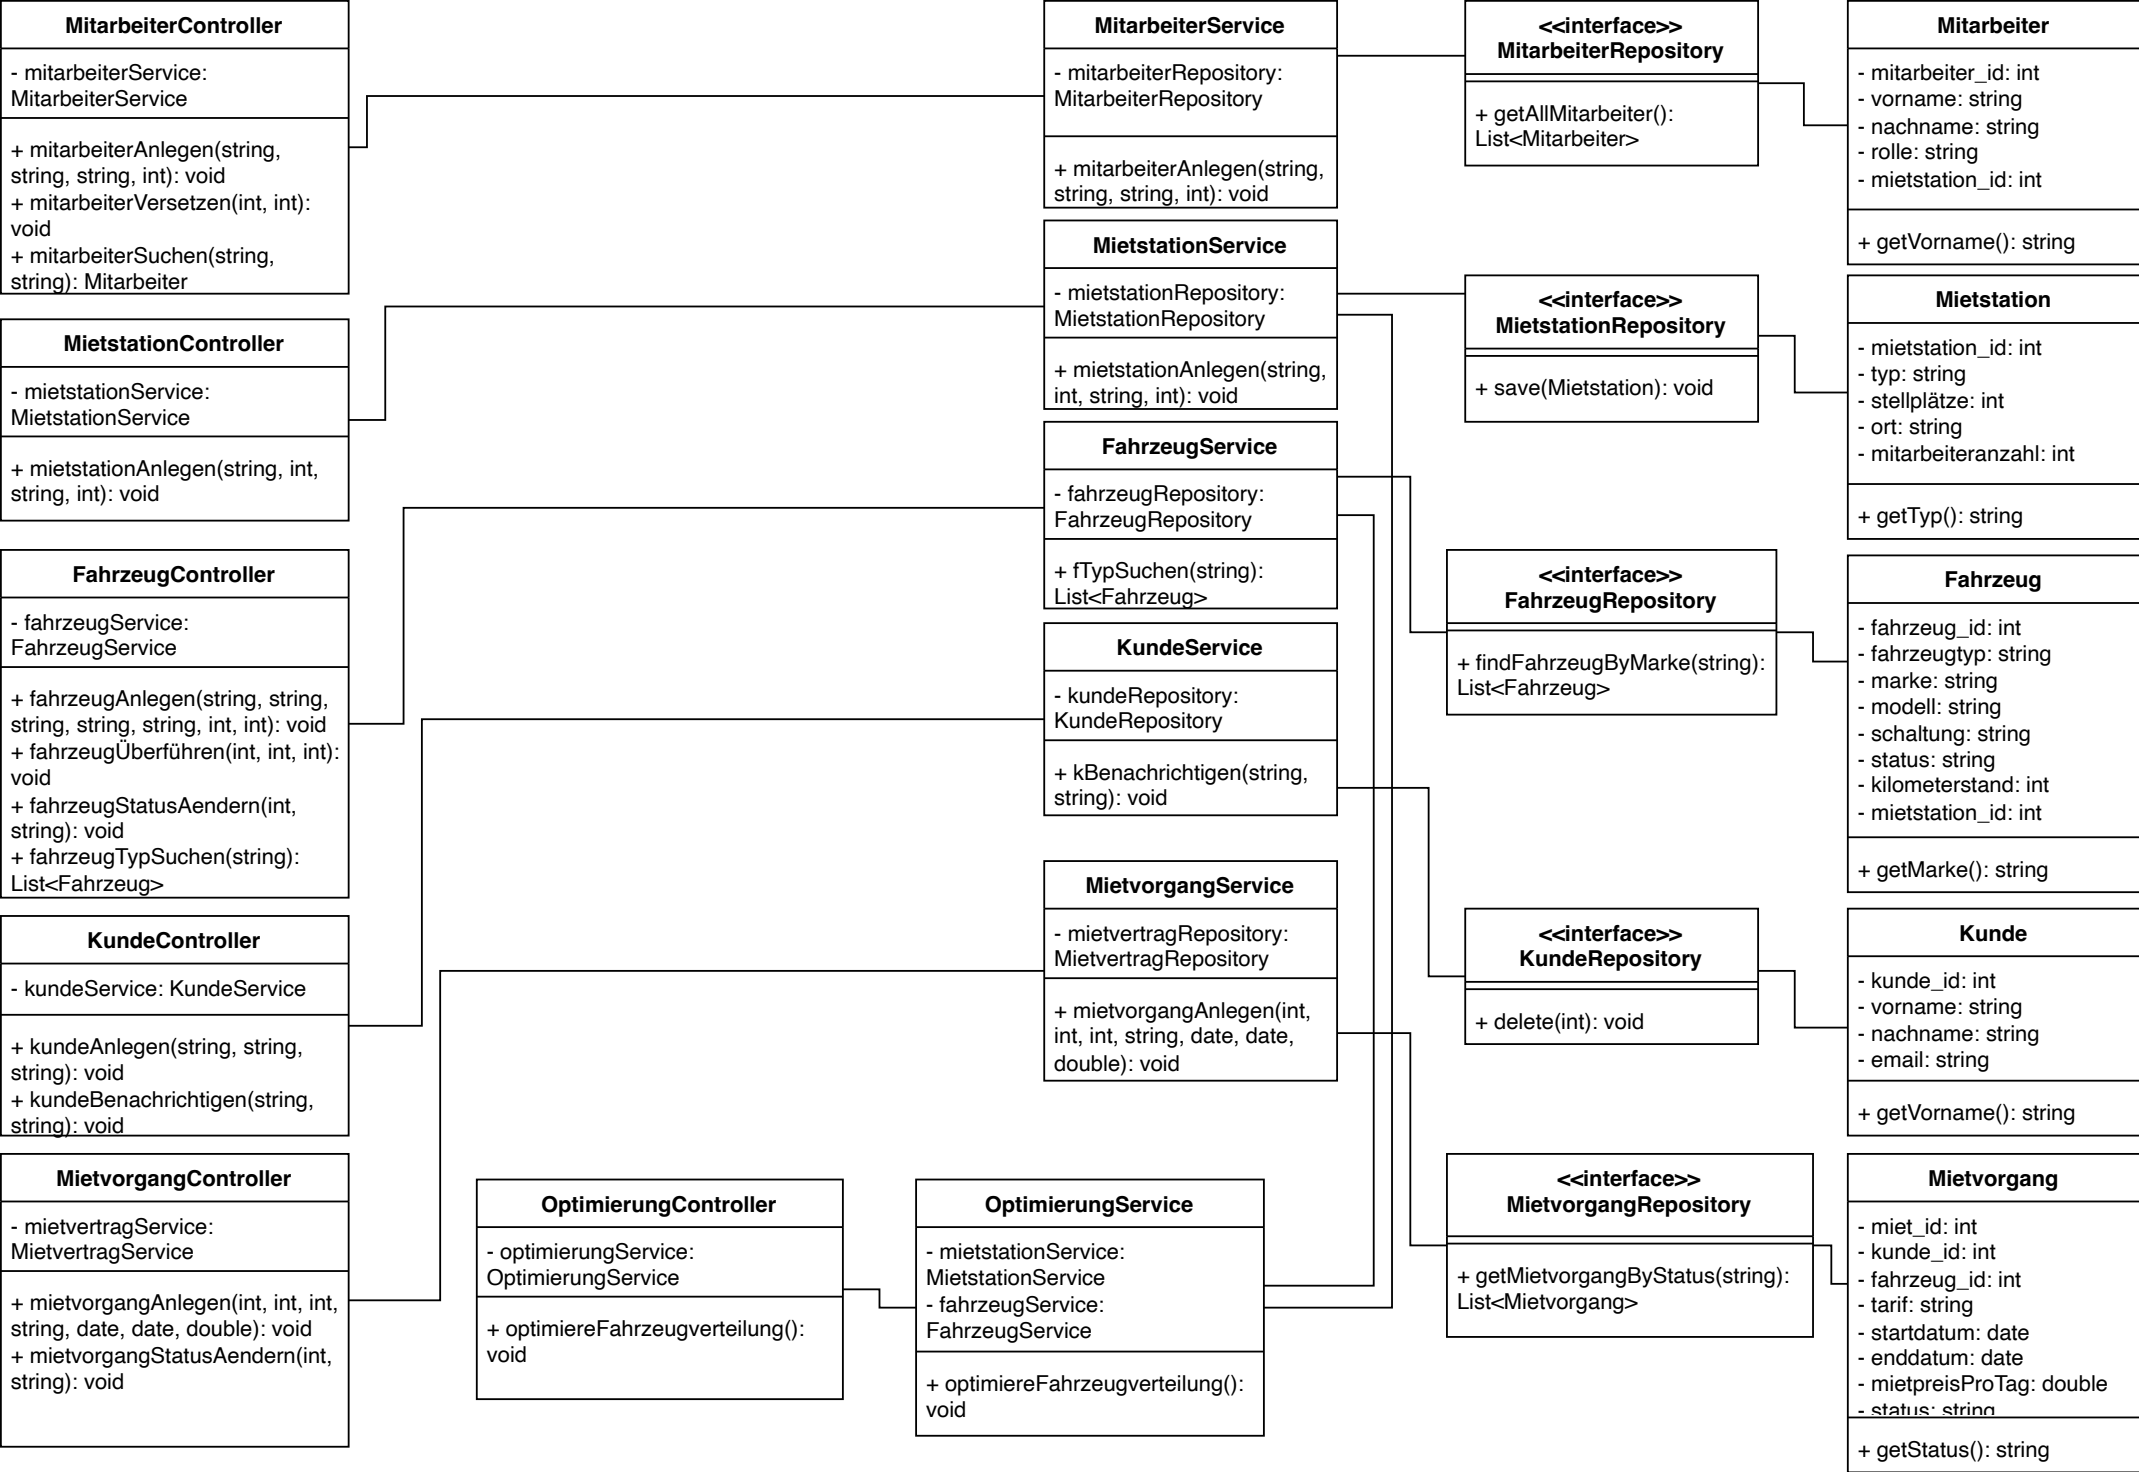 MitarbeiterController
- mitarbeiterService:
MitarbeiterService
+ mitarbeiterAnlegen(string,
string, string, int): void
+ mitarbeiterVersetzen(int, int):
void
+ mitarbeiterSuchen(string,
string): Mitarbeiter
MietstationController
- mietstationService:
MietstationService
+ mietstationAnlegen(string, int,
string, int): void
FahrzeugController
- fahrzeugService:
FahrzeugService
+ fahrzeugAnlegen(string, string,
string, string, string, int, int): void
+ fahrzeugÜberführen(int, int, int):
void
+ fahrzeugStatusAendern(int,
string): void
+ fahrzeugTypSuchen(string):
List<Fahrzeug>
KundeController
- kundeService: KundeService
+ kundeAnlegen(string, string,
string): void
+ kundeBenachrichtigen(string,
string): void
MietvorgangController
- mietvertragService:
MietvertragService
+ mietvorgangAnlegen(int, int, int,
string, date, date, double): void
+ mietvorgangStatusAendern(int,
string): void
OptimierungController
- optimierungService:
OptimierungService
+ optimiereFahrzeugverteilung():
void
OptimierungService
- mietstationService:
MietstationService
- fahrzeugService:
FahrzeugService
+ optimiereFahrzeugverteilung():
void
MitarbeiterService
- mitarbeiterRepository:
MitarbeiterRepository
+ mitarbeiterAnlegen(string,
string, string, int): void
MietstationService
- mietstationRepository:
MietstationRepository
+ mietstationAnlegen(string,
int, string, int): void
FahrzeugService
- fahrzeugRepository:
FahrzeugRepository
+ fTypSuchen(string):
List<Fahrzeug>
KundeService
- kundeRepository:
KundeRepository
+ kBenachrichtigen(string,
string): void
MietvorgangService
- mietvertragRepository:
MietvertragRepository
+ mietvorgangAnlegen(int,
int, int, string, date, date,
double): void
<<interface>>
MitarbeiterRepository
+ getAllMitarbeiter():
List<Mitarbeiter>
<<interface>>
MietstationRepository
+ save(Mietstation): void
<<interface>>
FahrzeugRepository
+ findFahrzeugByMarke(string):
List<Fahrzeug>
<<interface>>
KundeRepository
+ delete(int): void
<<interface>>
MietvorgangRepository
+ getMietvorgangByStatus(string):
List<Mietvorgang>
Mitarbeiter
- mitarbeiter_id: int
- vorname: string
- nachname: string
- rolle: string
- mietstation_id: int
+ getVorname(): string
Mietstation
- mietstation_id: int
- typ: string
- stellplätze: int
- ort: string
- mitarbeiteranzahl: int
+ getTyp(): string
Fahrzeug
- fahrzeug_id: int
- fahrzeugtyp: string
- marke: string
- modell: string
- schaltung: string
- status: string
- kilometerstand: int
- mietstation_id: int
+ getMarke(): string
Kunde
- kunde_id: int
- vorname: string
- nachname: string
- email: string
+ getVorname(): string
Mietvorgang
- miet_id: int
- kunde_id: int
- fahrzeug_id: int
- tarif: string
- startdatum: date
- enddatum: date
- mietpreisProTag: double
- status: string
+ getStatus(): string